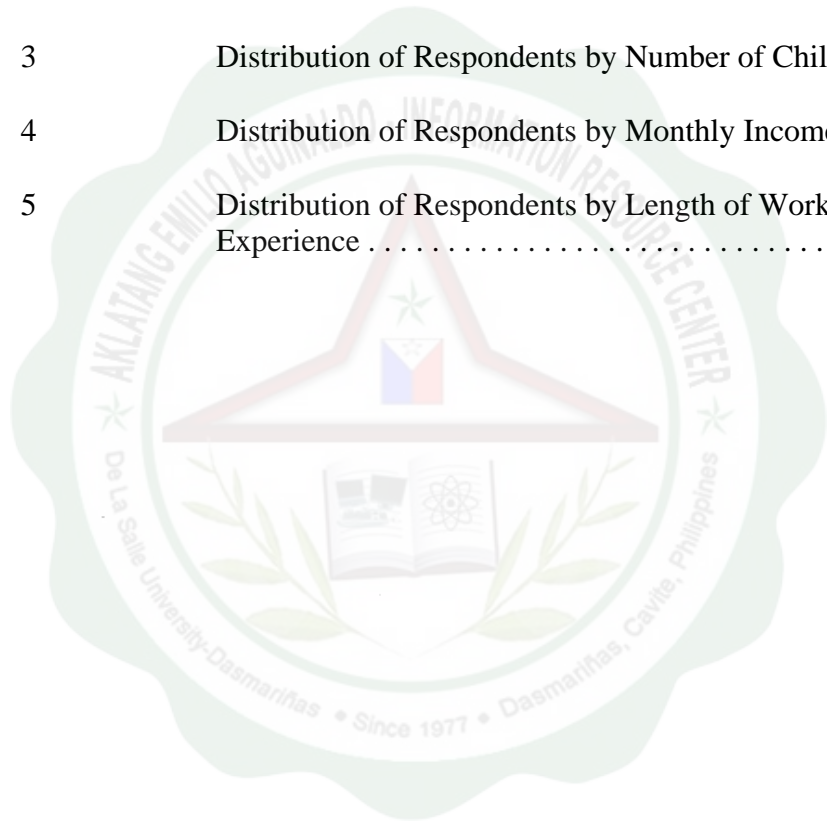 3 Distribution of Respondents by Number of Chil
4 Distribution of Respondents by Monthly Incom
5 Distribution of Respondents by Length of Work
Experience . . . . . . . . . . . . . . . . . . . . . . . . . . . . .
AKLATANG EMILIO AGUINALDO - INFORMATION RESOURCE CENTER
De La Salle University-Dasmariñas • Since 1977 • Dasmariñas, Cavite, Philippines